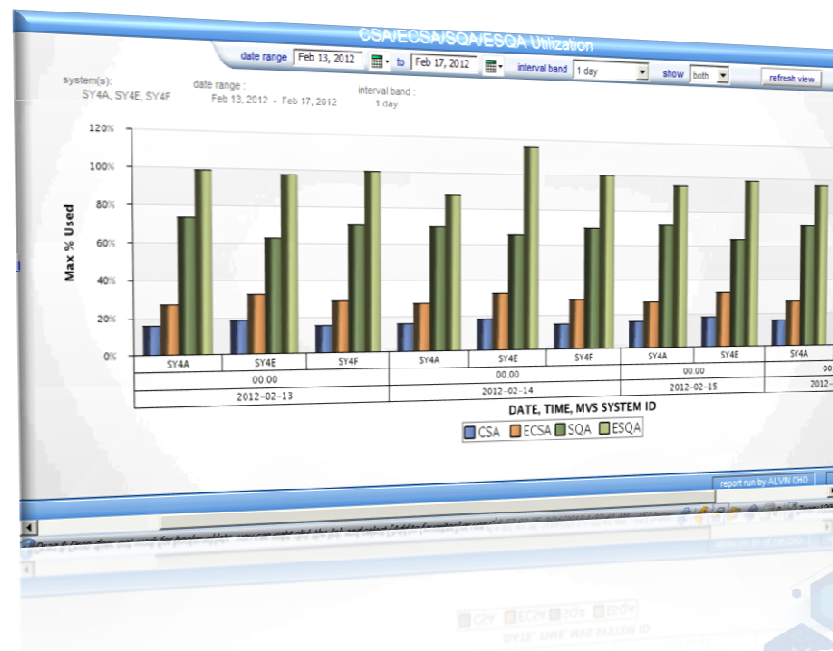 CSA/ECSA/SQA/ESQA Utilization
date range Feb 13, 2012 to Feb 17, 2012 interval band 1 day show both refresh view
system(s): date range : interval band :
SY4A, SY4E, SY4F Feb 13, 2012 - Feb 17, 2012 1 day
120%
100%
80%
60%
40%
20%
0%
Max % Used
SY4A SY4E SY4F SY4A SY4E SY4F SY4A SY4E SY4A
00.00 00.00 00.00
2012-02-13 2012-02-14 2012-02-15
DATE, TIME, MVS SYSTEM ID
CSA ECSA SQA ESQA
report run by ALVIN CHO